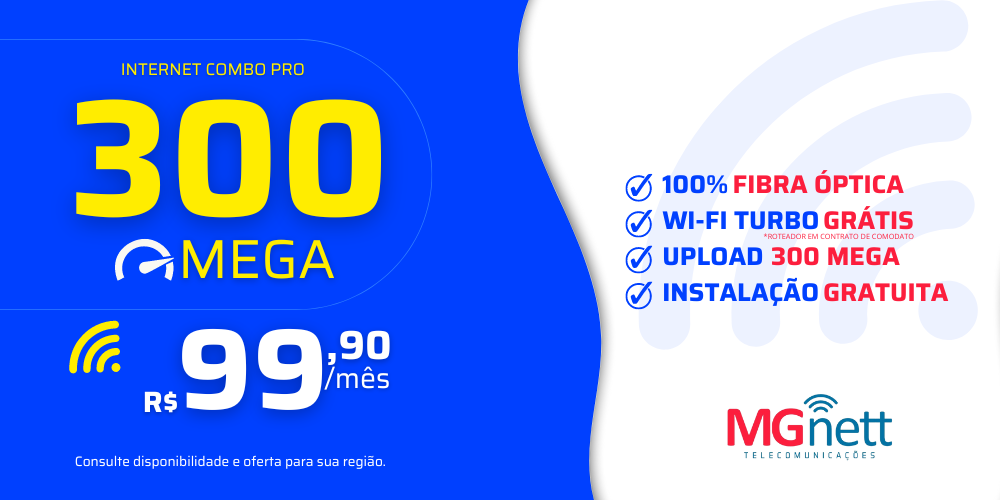 INTERNET COMBO PRO
300
MEGA
R$ 99,90
/mês
Consulte disponibilidade e oferta para sua região.
100% FIBRA ÓPTICA
WI-FI TURBO GRÁTIS
*ROTEADOR EM CONTRATO DE COMODATO
UPLOAD 300 MEGA
INSTALAÇÃO GRATUITA
MGnett
TELECOMUNICAÇÕES